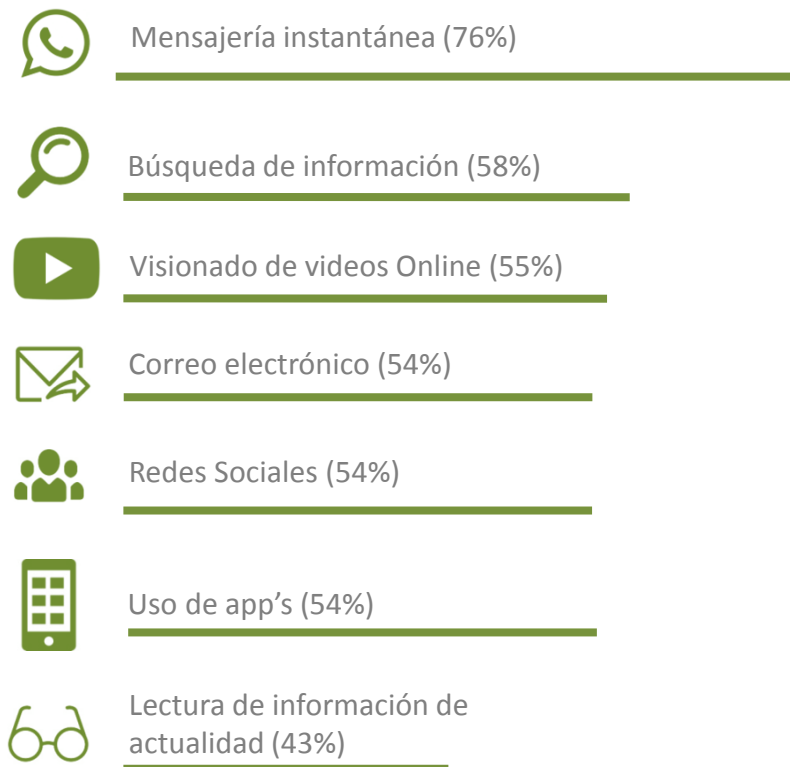 Mensajería instantánea (76%)
Búsqueda de información (58%)
Visionado de videos Online (55%)
Correo electrónico (54%)
Redes Sociales (54%)
Uso de app’s (54%)
Lectura de información de
actualidad (43%)